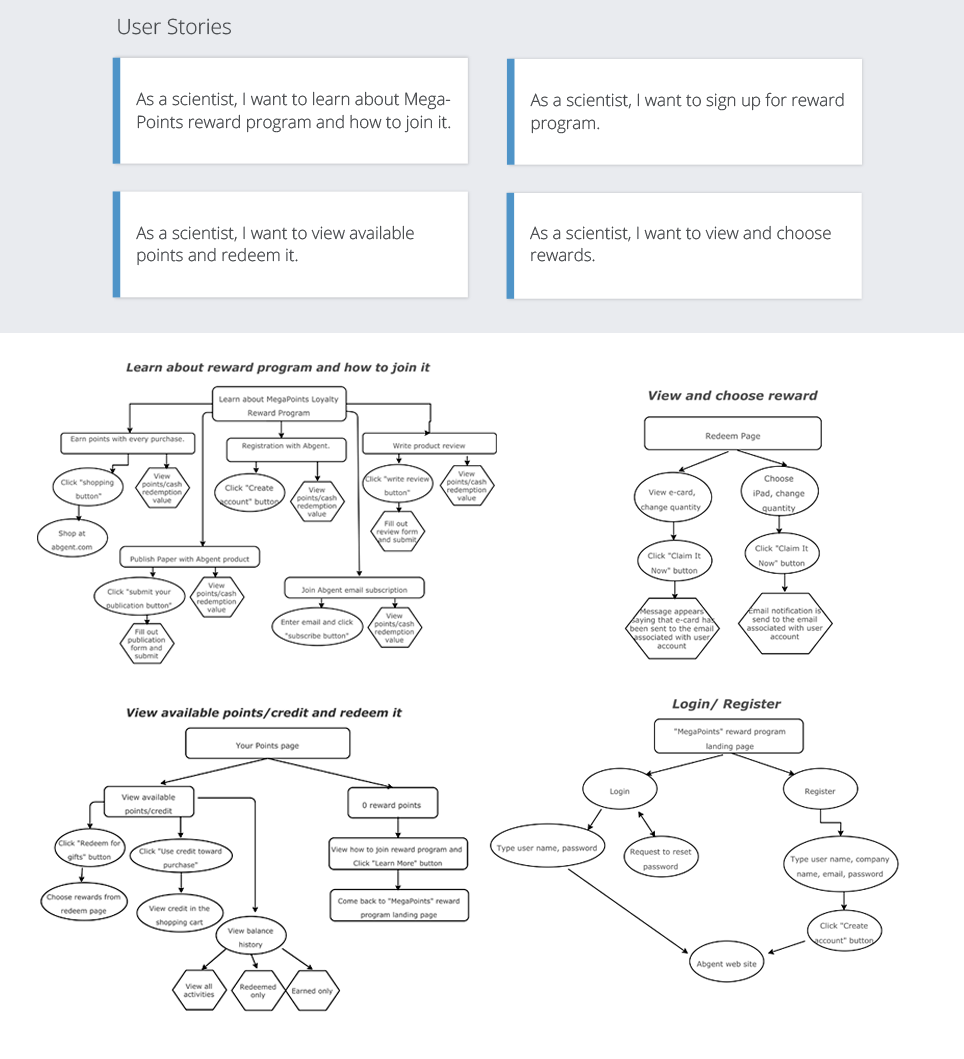 User Stories
As a scientist, I want to learn about Mega-
Points reward program and how to join it.
As a scientist, I want to sign up for reward
program.
As a scientist, I want to view available
points and redeem it.
As a scientist, I want to view and choose
rewards.
Learn about reward program and how to join it
Learn about MegaPoints Loyalty
Reward Program
Earn points with every purchase.
Registration with Abgent.
Write product review
Click "shopping
button"
View
points/cash
redemption
value
Click "Create
account" button
View
points/cash
redemption
value
Click "write review
button"
View
points/cash
redemption
value
Shop at
abgent.com
Fill out
review form
and submit
Publish Paper with Abgent product
Join Abgent email subscription
Click "submit your
publication button"
View
points/cash
redemption
value
Enter email and click
"subscribe button"
View
points/cash
redemption
value
Fill out
publication
form and
submit
View and choose reward
Redeem Page
View e-card,
change quantity
Choose
iPad, change
quantity
Click "Claim It
Now" button
Click "Claim It
Now" button
Message appears
saying that e-card has
been sent to the email
associated with user
account
Email notification is
send to the email
associated with user
account
View available points/credit and redeem it
Your Points page
View available
points/credit
0 reward points
Click "Redeem for
gifts" button
Click "Use credit toward
purchase"
View how to join reward program and
Click "Learn More" button
Choose rewards from
redeem page
View credit in the
shopping cart
Come back to "MegaPoints" reward
program landing page
View balance
history
View all
activities
Redeemed
only
Earned only
Login/ Register
"MegaPoints" reward program
landing page
Login
Register
Type user name, password
Request to reset
password
Type user name, company
name, email, password
Click "Create
account" button
Abgent web site